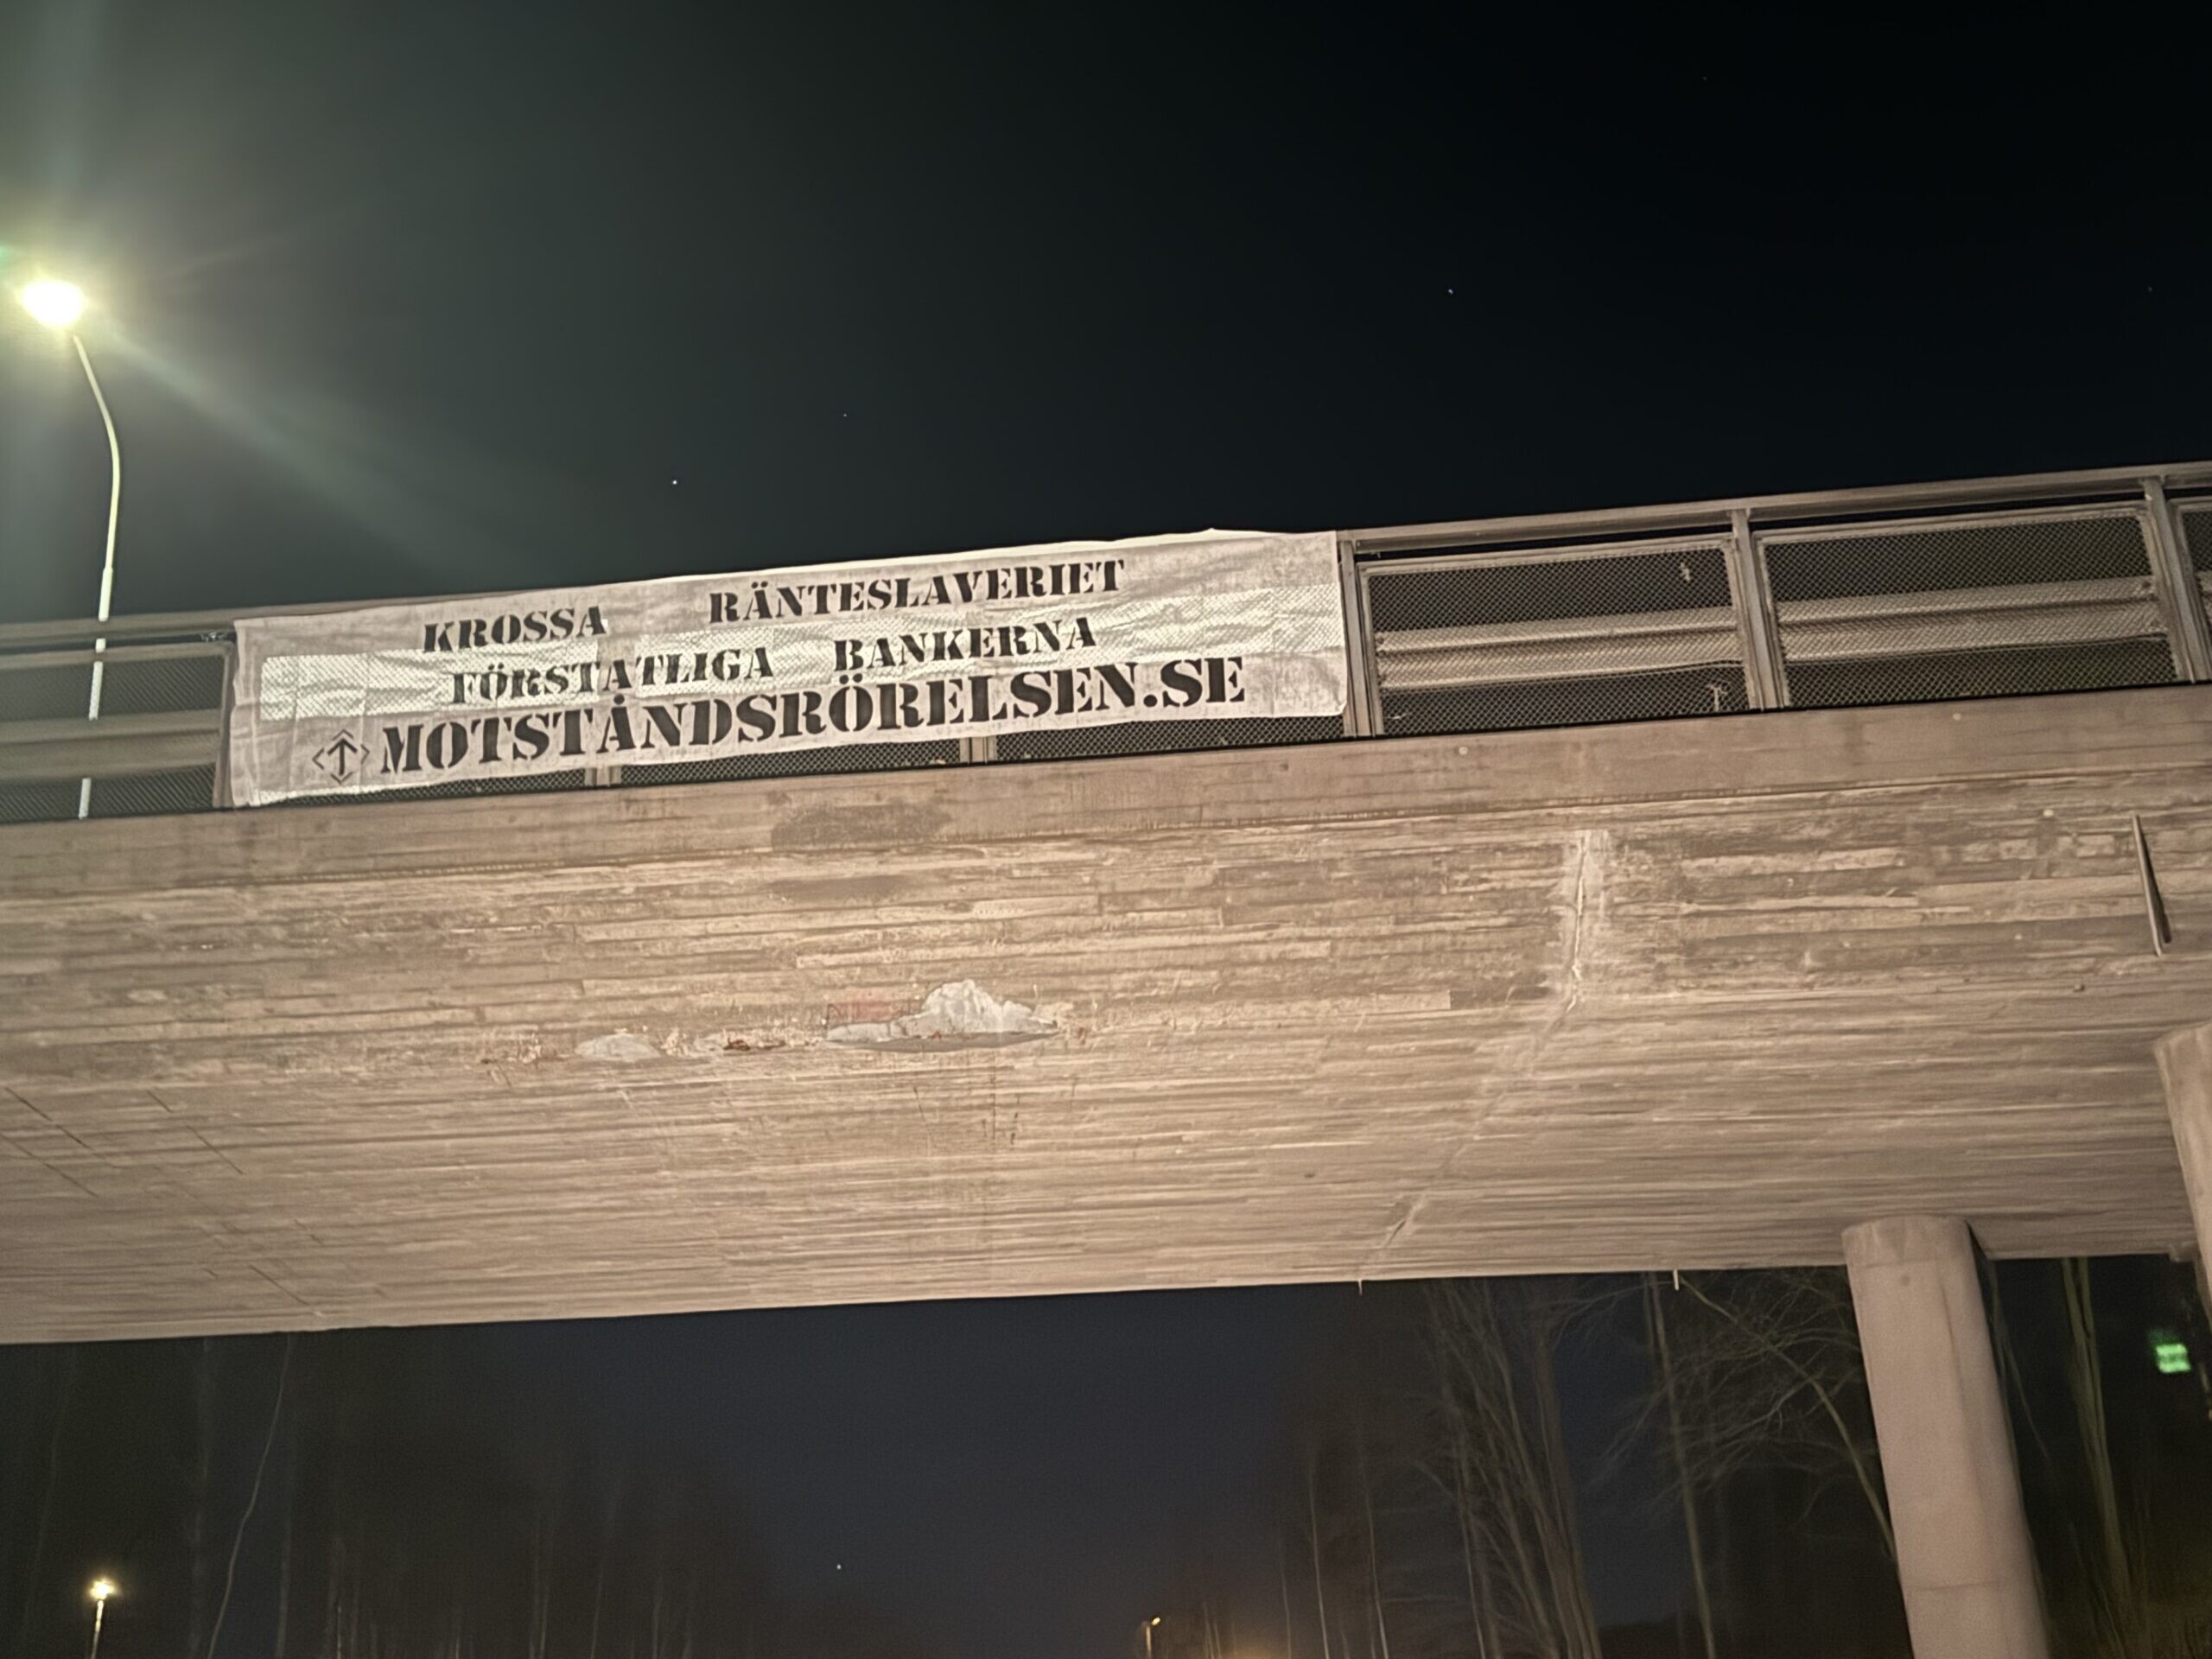 KROSSA RÄNTESLAVERIET
FÖRSTATLIGA BANKERNA
MOTSTÅNDSRÖRELSEN.SE